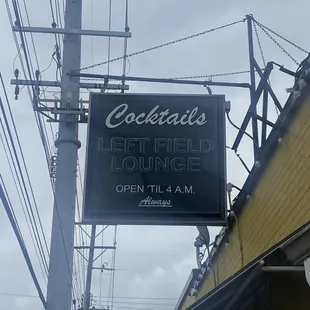 Cocktails
LEFT FIELD
LOUNGE
OPEN 'TIL 4 A.M.
Always